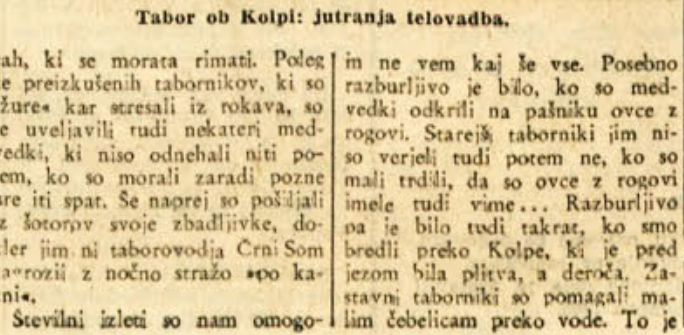 Tabor ob Kolpi: jutranja telovadba.
ah, ki se morata rimati. Poleg
e preizkušenih tabornikov, ki so
žure« kar stresali iz rokava, so
e uveljavili tudi nekateri med-
vedki, ki niso odnehali niti po-
em, ko so morali zaradi pozne
re iti spat. Še naprej so pošiljali
z šotorov svoje zbadljivke, do-
ler jim ni taborovodja Črni Som
z nočno stražo »po ka-
ni«.
Številni izleti so nam omogo-
in ne vem kaj še vse. Posebno
razburljivo je bilo, ko so med-
vedki odkrili na pašniku ovce z
rogovi. Starejši taborniki jim ni-
so verjeli tudi potem ne, ko so
mali trdili, da so ovce z rogovi
imele tudi vime... Razburljivo
pa je bilo tudi takrat, ko smo
bredli preko Kolpe, ki je pred
jezom bila plitva, a deroča. Za-
stavni taborniki so pomagali ma-
lim čebelicam preko vode. To je